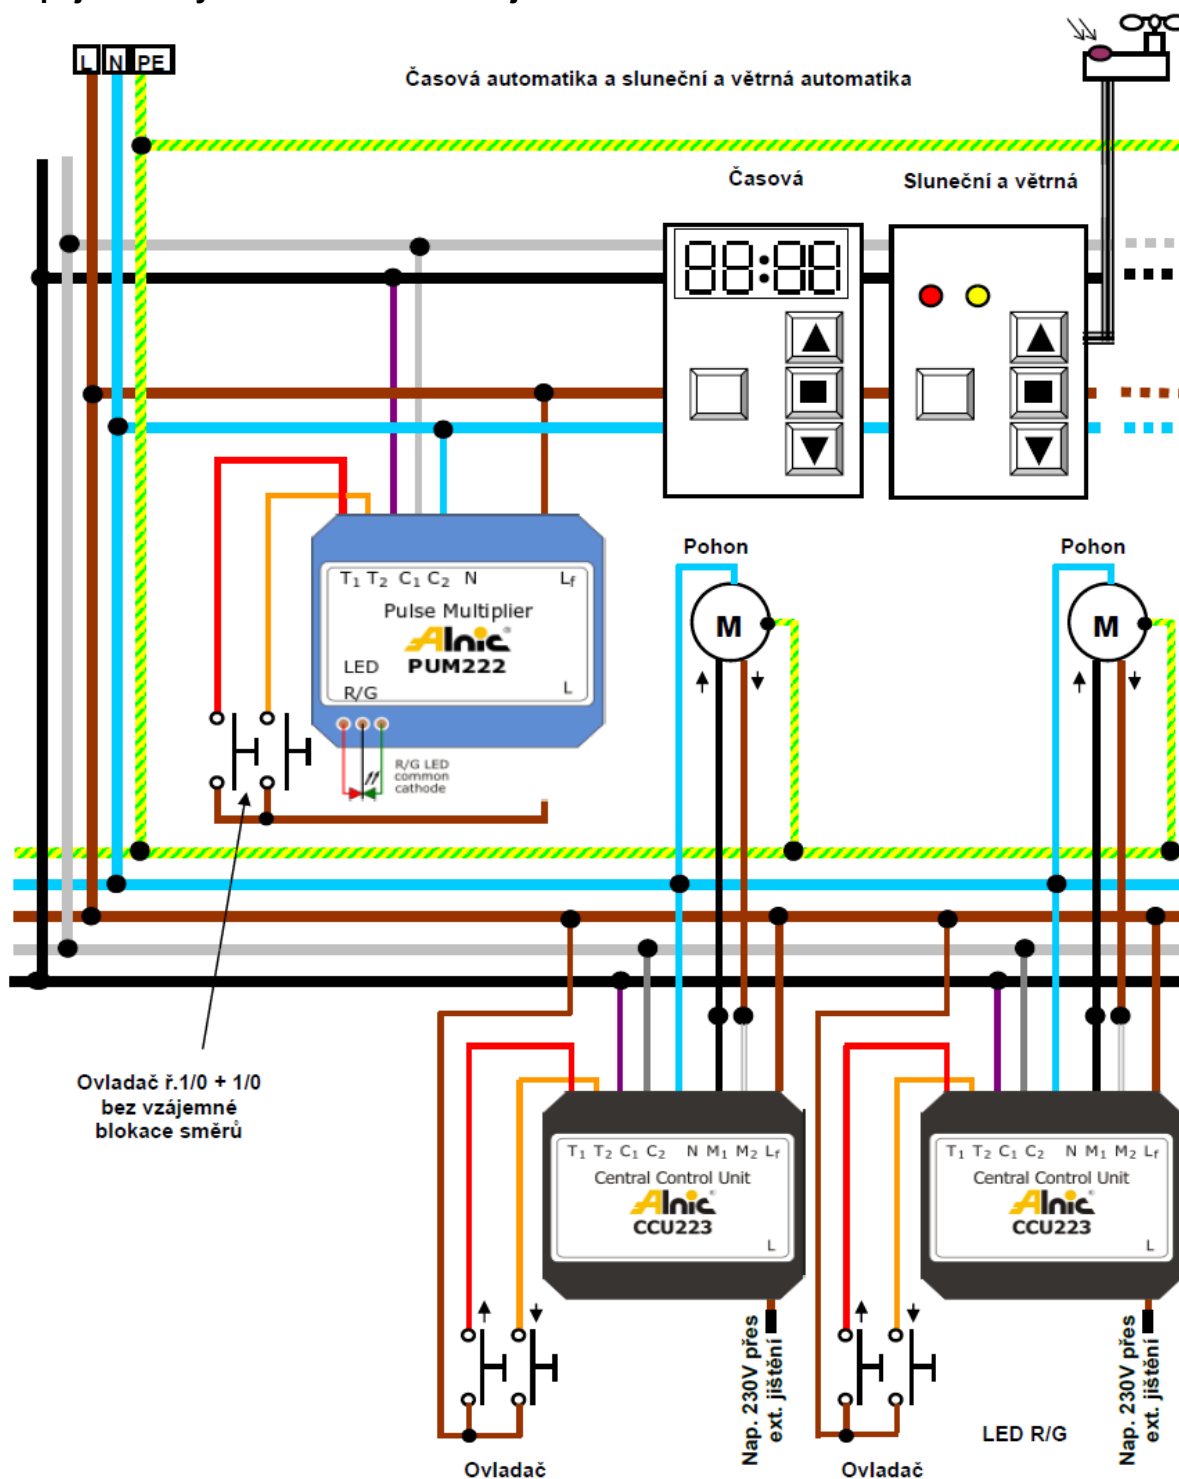 L N PE
Časová automatika a sluneční a větrná automatika
Časová
Sluneční a větrná
88:88
Pohon
Pohon
T1 T2 C1 C2 N Lf
Pulse Multiplier
Alnic®
PUM222
LED
R/G
L
R/G LED
common
cathode
M
M
Ovladač ř.1/0 + 1/0
bez vzájemné
blokace směrů
T1 T2 C1 C2 N M1 M2 Lf
Central Control Unit
Alnic®
CCU223
L
T1 T2 C1 C2 N M1 M2 Lf
Central Control Unit
Alnic®
CCU223
L
Nap. 230V přes
ext. jištění
Nap. 230V přes
ext. jištění
LED R/G
Ovladač
Ovladač